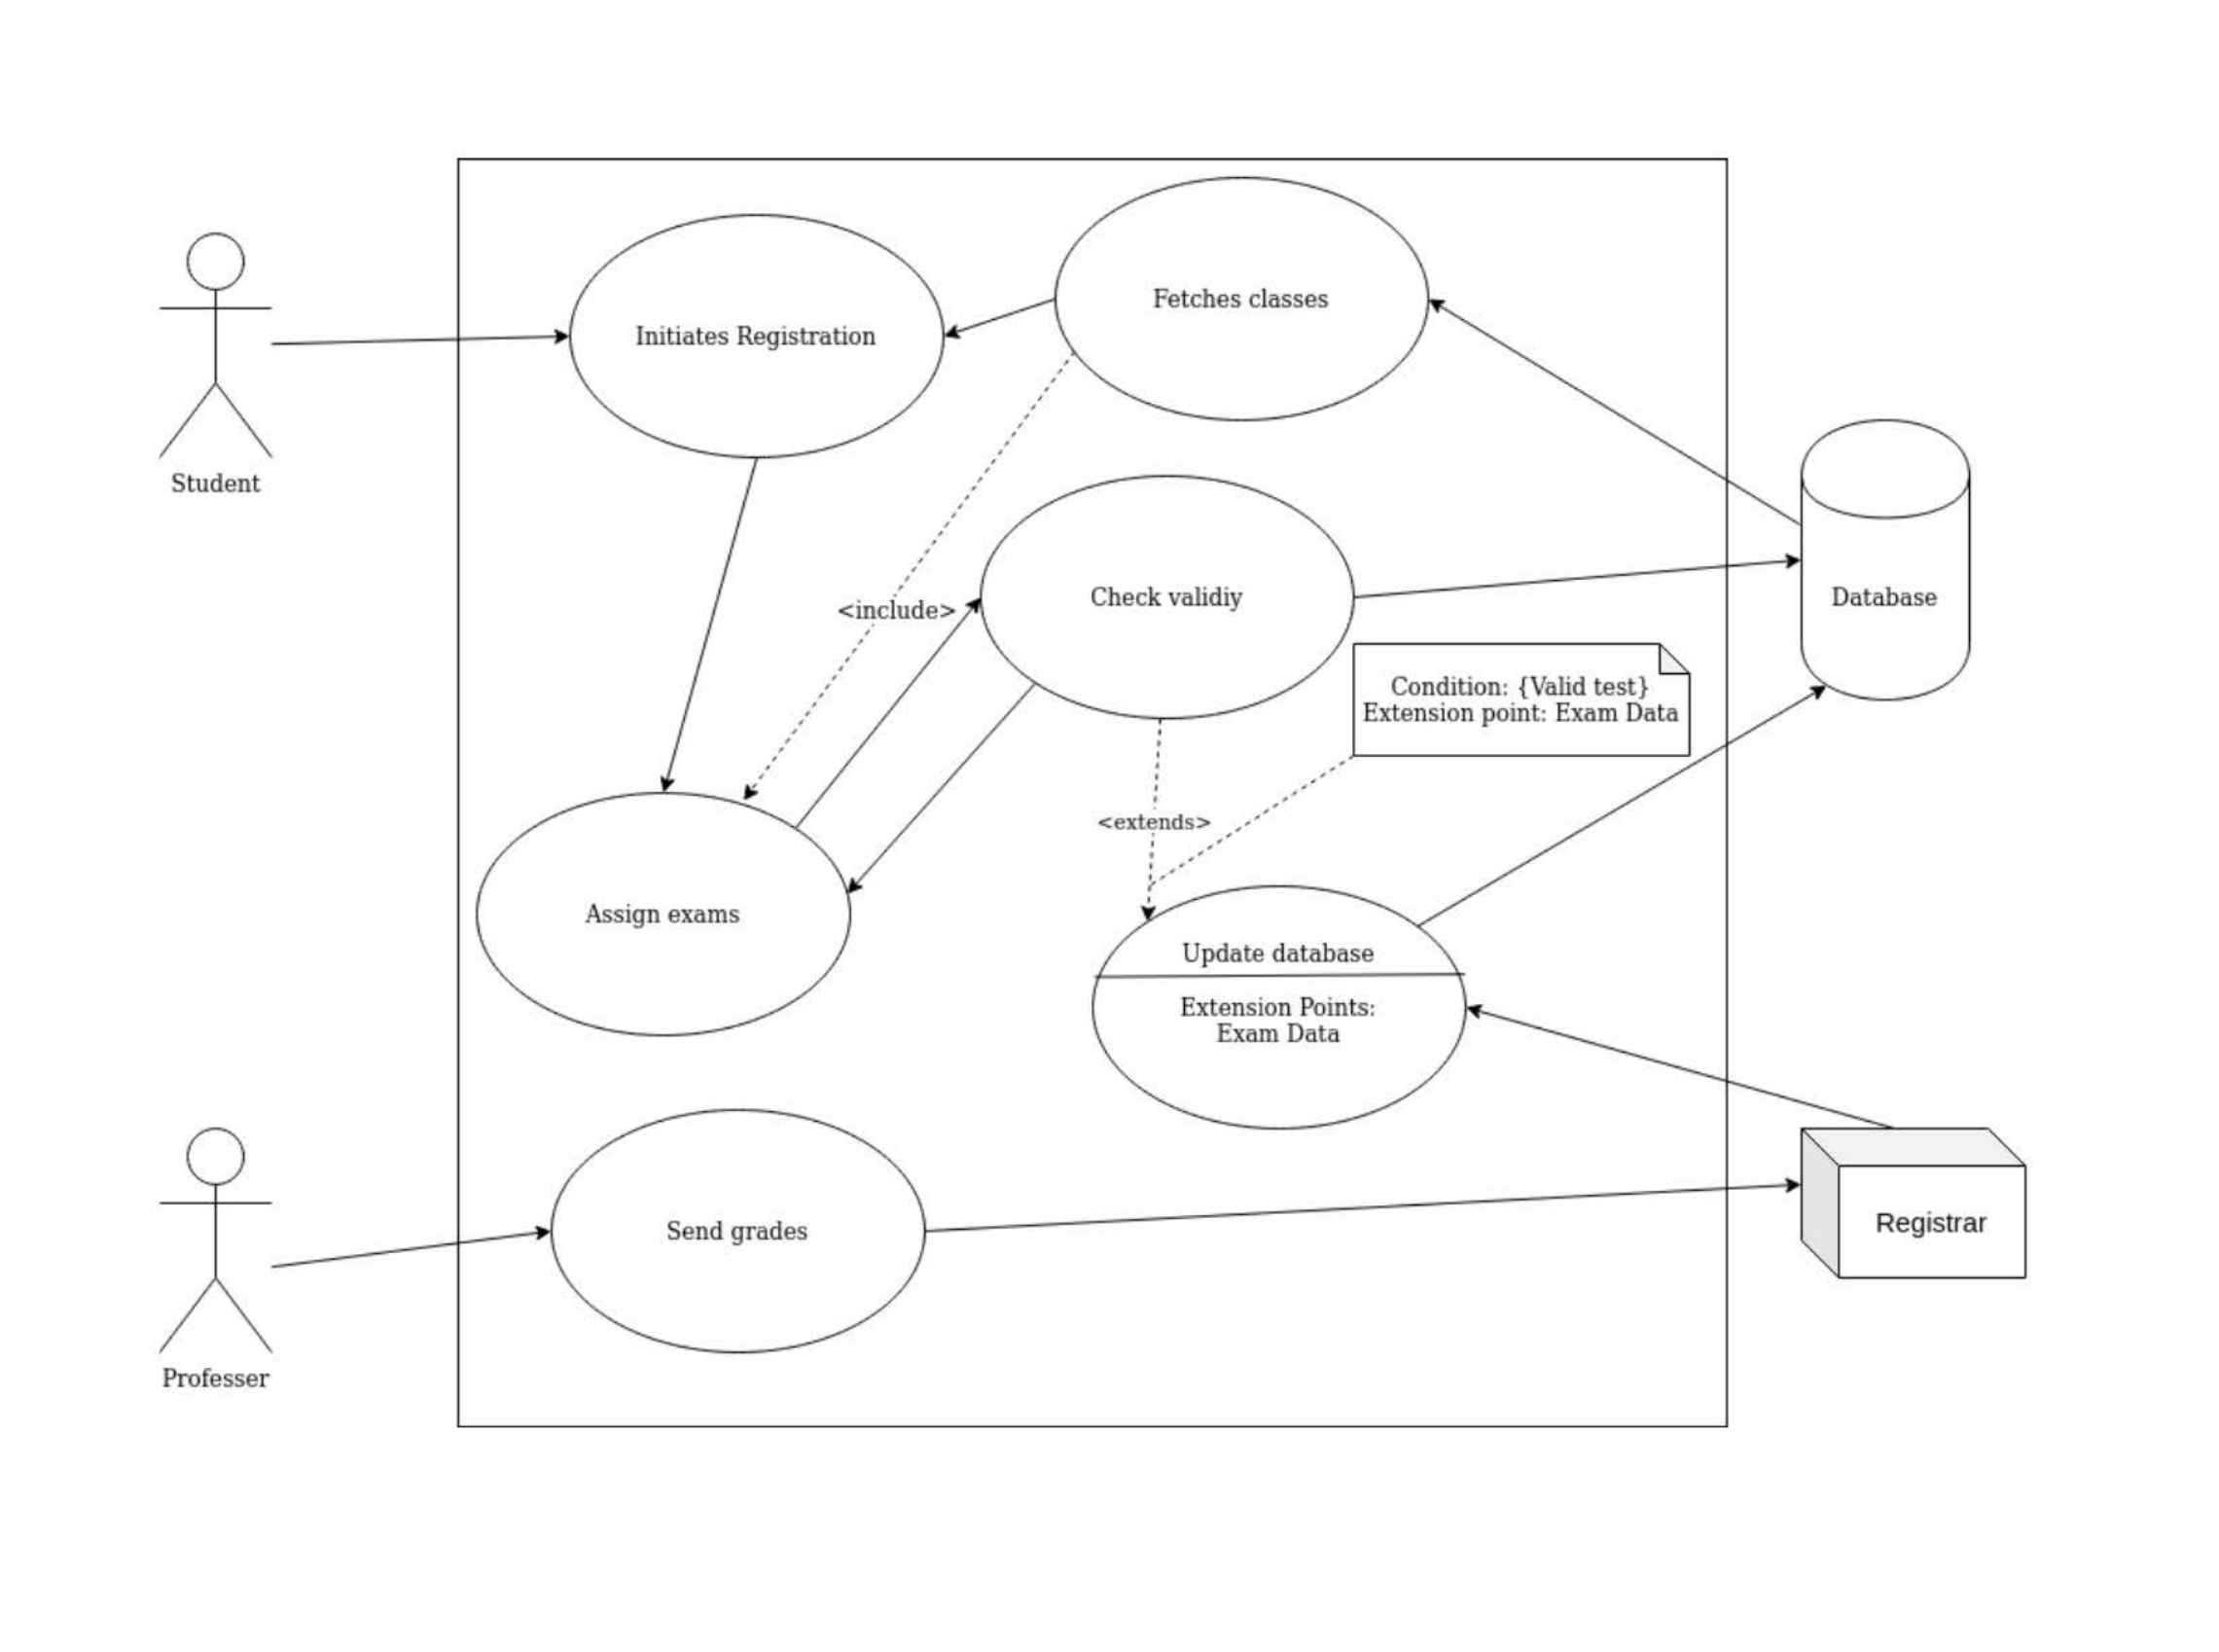 Fetches classes
Initiates Registration
Student
Check validiy
Database
<include>
Condition: {Valid test}
Extension point: Exam Data
<extends>
Assign exams
Update database
Extension Points:
Exam Data
Send grades
Registrar
Professer